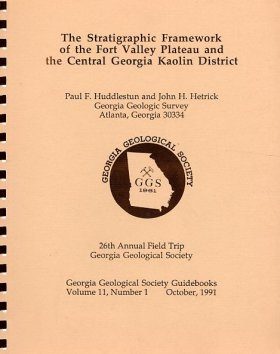 The Stratigraphic Framework
of the Fort Valley Plateau and
the Central Georgia Kaolin District
Paul F. Huddlestun and John H. Hetrick
Georgia Geologic Survey
Atlanta, Georgia 30334
GEORGIA GEOLOGICAL SOCIETY
GGS
1961
26th Annual Field Trip
Georgia Geological Society
Georgia Geological Society Guidebooks
Volume 11, Number 1 October, 1991